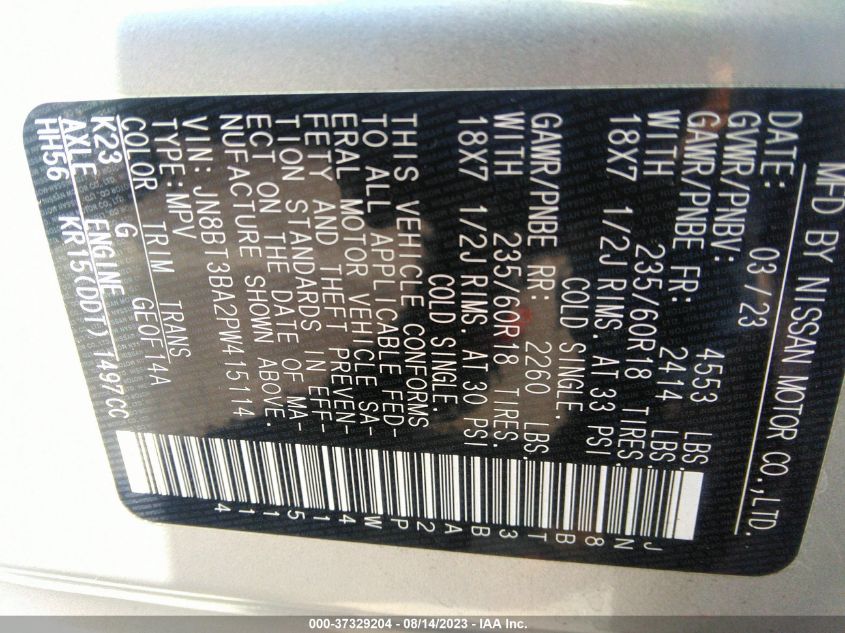 MFD BY NISSAN MOTOR CO.,LTD.
DATE: 03/23
GVWR/PNBV: 4553 LBS.
GAWR/PNBE FR: 2414 LBS.
WITH 235/60R18 TIRES.
18X7 1/2J RIMS. AT 33 PSI
COLD SINGLE.
GAWR/PNBE RR: 2260 LBS.
WITH 235/60R18 TIRES.
18X7 1/2J RIMS. AT 30 PSI
COLD SINGLE.
THIS VEHICLE CONFORMS
TO ALL APPLICABLE FED-
ERAL MOTOR VEHICLE SA-
FETY AND THEFT PREVEN-
TION STANDARDS IN EFF-
ECT ON THE DATE OF MA-
NUFACTURE SHOWN ABOVE.
VIN: JN8BT3BA2PW415114
TYPE: MPV
COLOR TRIM TRANS
K23 G GE0F14A
AXLE ENGINE
HH56 KR15(DDT) 1497CC
JN8BT3BA2PW415114
000-37329204 - 08/14/2023 - IAA Inc.